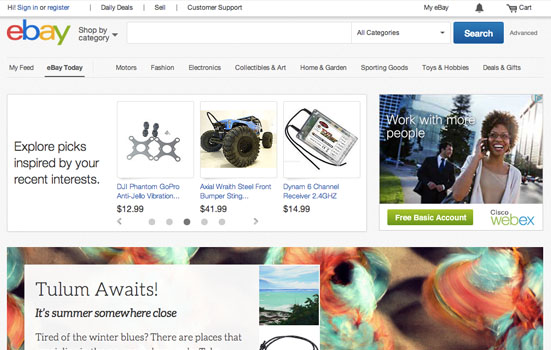 Hi! Sign in or register
Daily Deals
Sell
Customer Support
My eBay
Cart
ebay
Shop by
category
All Categories
Search
Advanced
My Feed
eBay Today
Motors
Fashion
Electronics
Collectibles & Art
Home & Garden
Sporting Goods
Toys & Hobbies
Deals & Gifts
Explore picks
inspired by your
recent interests.
DJI Phantom GoPro
Anti-Jello Vibration...
$12.99
Axial Wraith Steel Front
Bumper Sting...
$41.99
Dynam 6 Channel
Receiver 2.4GHZ
$14.99
Work with more
people
Free Basic Account
Cisco
webex
Tulum Awaits!
It's summer somewhere close
Tired of the winter blues? There are places that